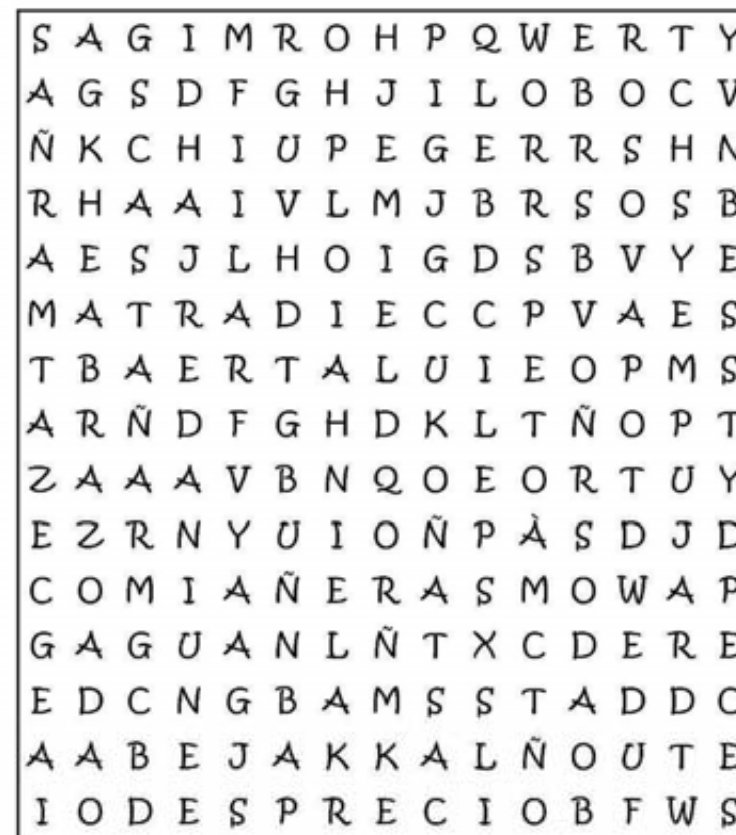 S A G I M R O H P Q W E R T Y
A G S D F G H J I L O B O C V
Ñ K C H I U P E G E R R S H N
R H A A I V L M J B R S O S B
A E S J L H O I G D S B V Y E
M A T R A D I E C C P V A E S
T B A E R T A L U I E O P M S
A R Ñ D F G H D K L T Ñ O P T
Z A A A V B N Q O E O R T U Y
E Z R N Y U I O Ñ P À S D J D
C O M I A Ñ E R A S M O W A P
G A G U A N L Ñ T X C D E R E
E D C N G B A M S S T A D D C
A A B E J A K K A L Ñ O U T E
I O D E S P R E C I O B F W S